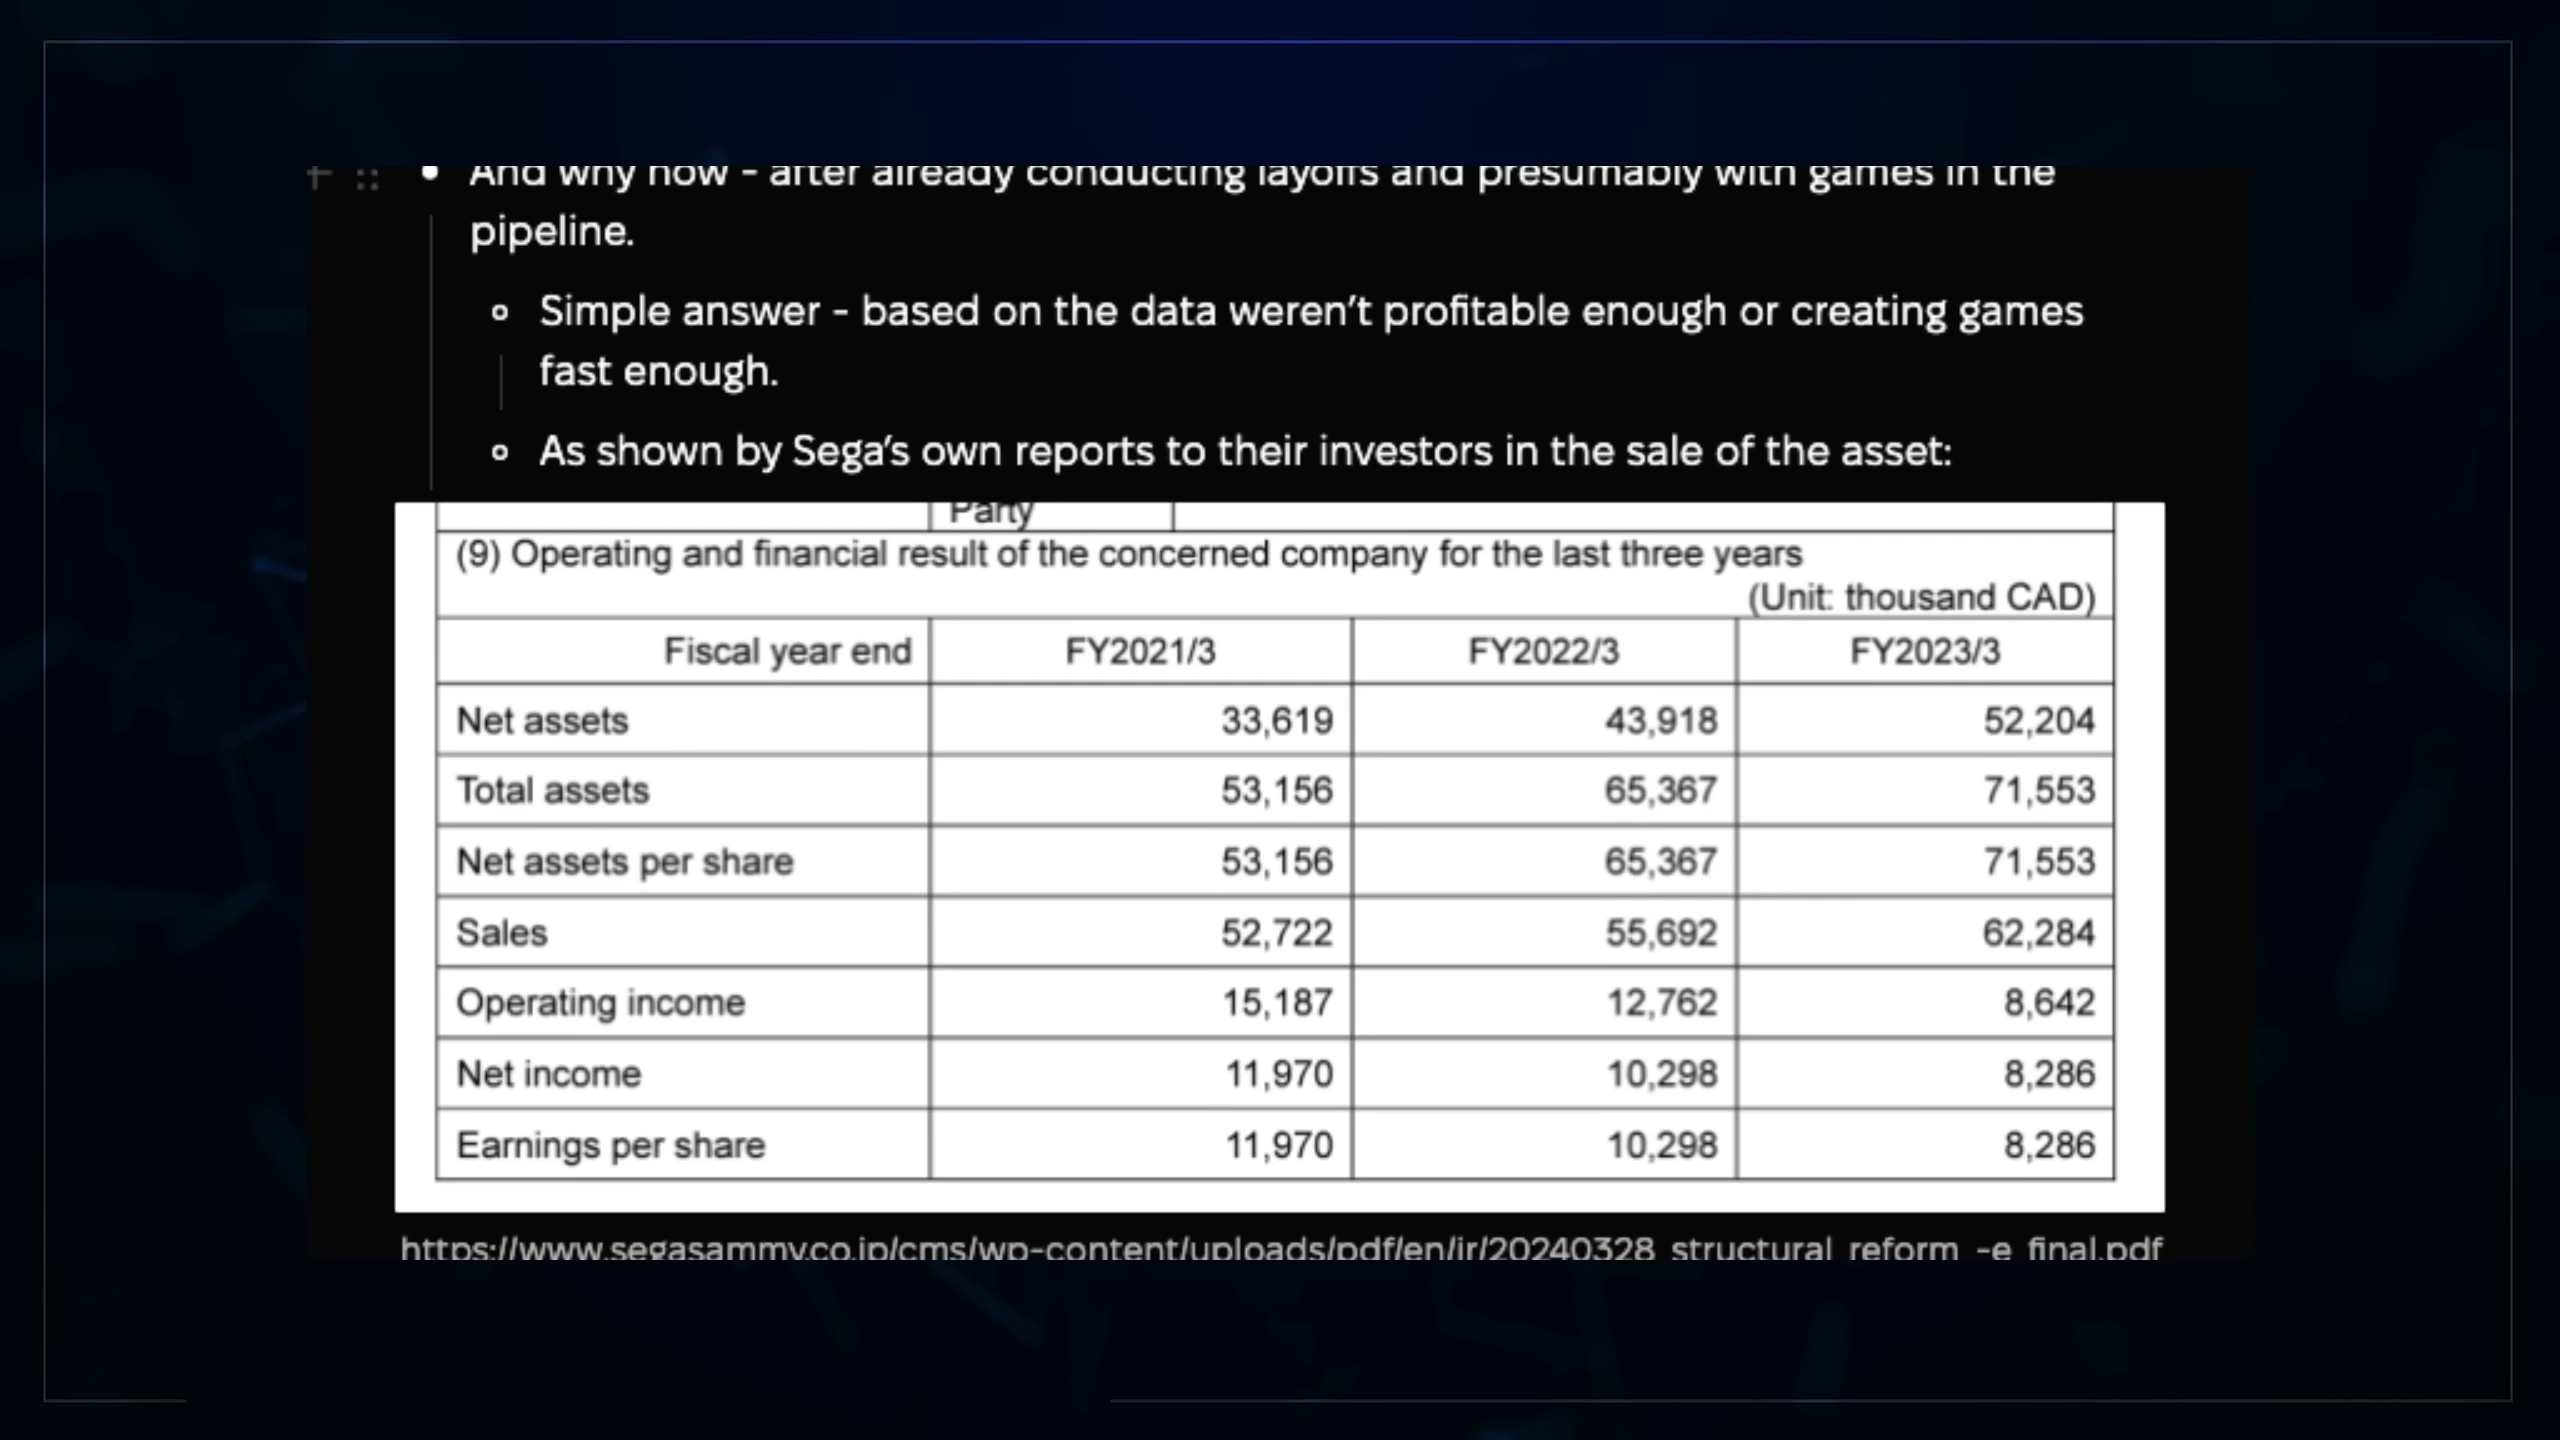 And why now - after already conducting layoffs and presumably with games in the
pipeline.
Simple answer - based on the data weren't profitable enough or creating games
fast enough.
As shown by Sega's own reports to their investors in the sale of the asset:
Party
(9) Operating and financial result of the concerned company for the last three years
(Unit: thousand CAD)
Fiscal year end FY2021/3 FY2022/3 FY2023/3
Net assets 33,619 43,918 52,204
Total assets 53,156 65,367 71,553
Net assets per share 53,156 65,367 71,553
Sales 52,722 55,692 62,284
Operating income 15,187 12,762 8,642
Net income 11,970 10,298 8,286
Earnings per share 11,970 10,298 8,286
https://www.segasammy.co.jp/cms/wp-content/uploads/pdf/en/ir/20240328_structural_reform_-e_final.pdf